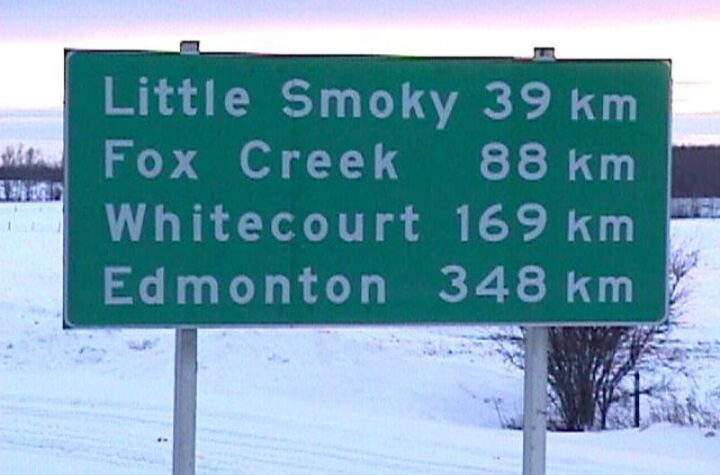 Little Smoky 39 km
Fox Creek 88 km
Whitecourt 169 km
Edmonton 348 km